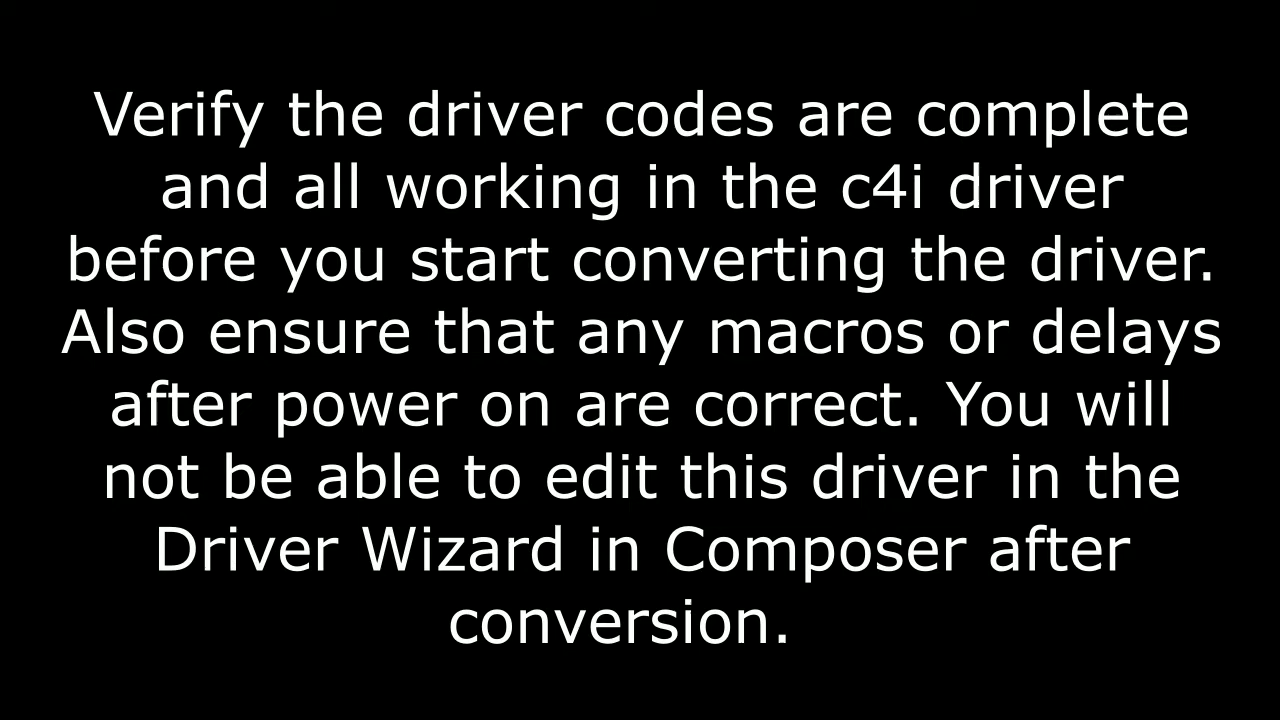 Verify the driver codes are complete
and all working in the c4i driver
before you start converting the driver.
Also ensure that any macros or delays
after power on are correct. You will
not be able to edit this driver in the
Driver Wizard in Composer after
conversion.